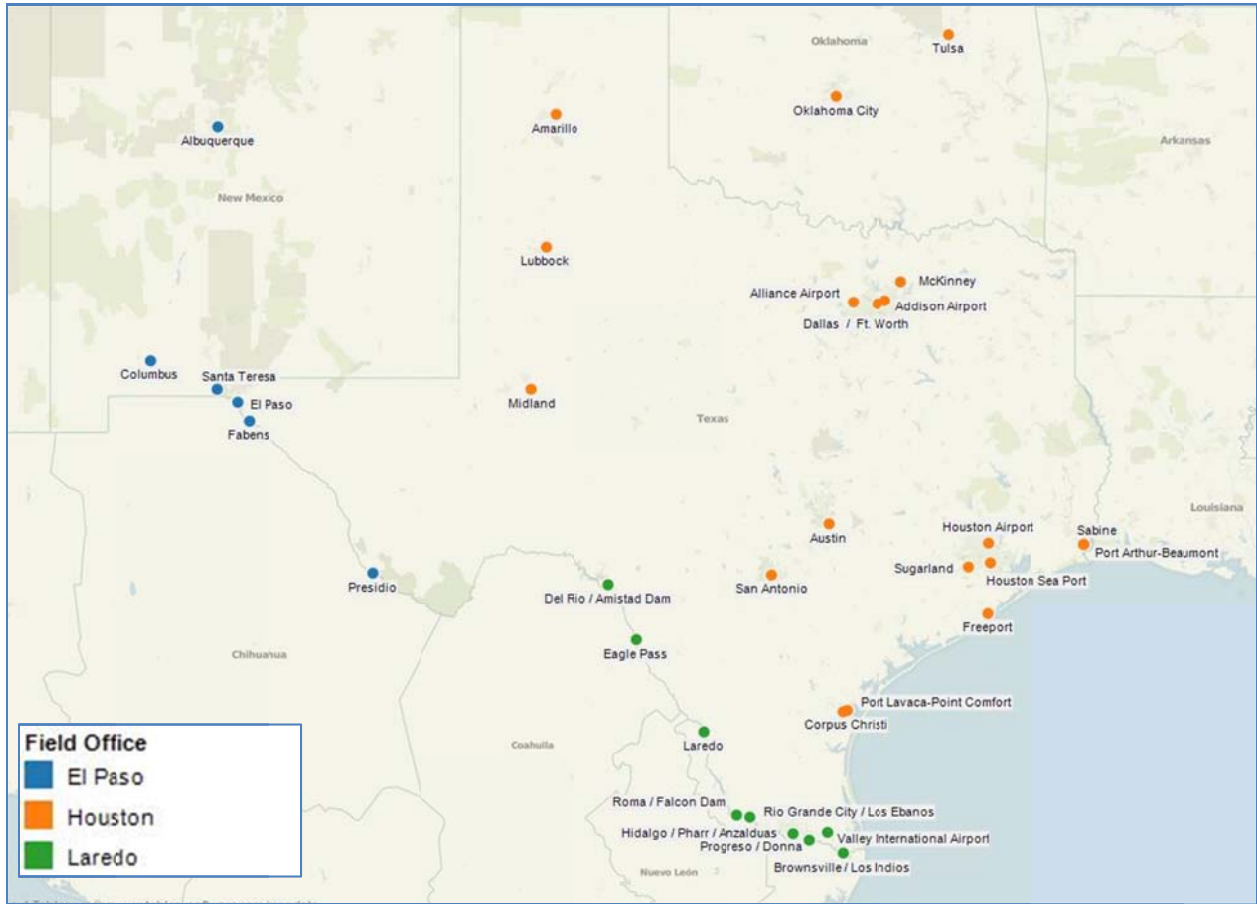 Oklahoma
Tulsa
Oklahoma City
Amarillo
Albuquerque
Arkansas
New Mexico
Lubbock
McKinney
Alliance Airport
Addison Airport
Dallas / Ft. Worth
Columbus
Santa Teresa
El Paso
Fabens
Midland
Texas
Louisiana
Austin
Houston Airport
Sabine
Port Arthur-Beaumont
Sugarland
Houston Sea Port
San Antonio
Presidio
Del Rio / Amistad Dam
Freeport
Eagle Pass
Chihuahua
Port Lavaca-Point Comfort
Corpus Christi
Laredo
Coahuila
Roma / Falcon Dam
Rio Grande City / Los Ebanos
Hidalgo / Pharr / Anzalduas
Valley International Airport
Progreso / Donna
Brownsville / Los Indios
Nuevo León
Field Office
El Paso
Houston
Laredo